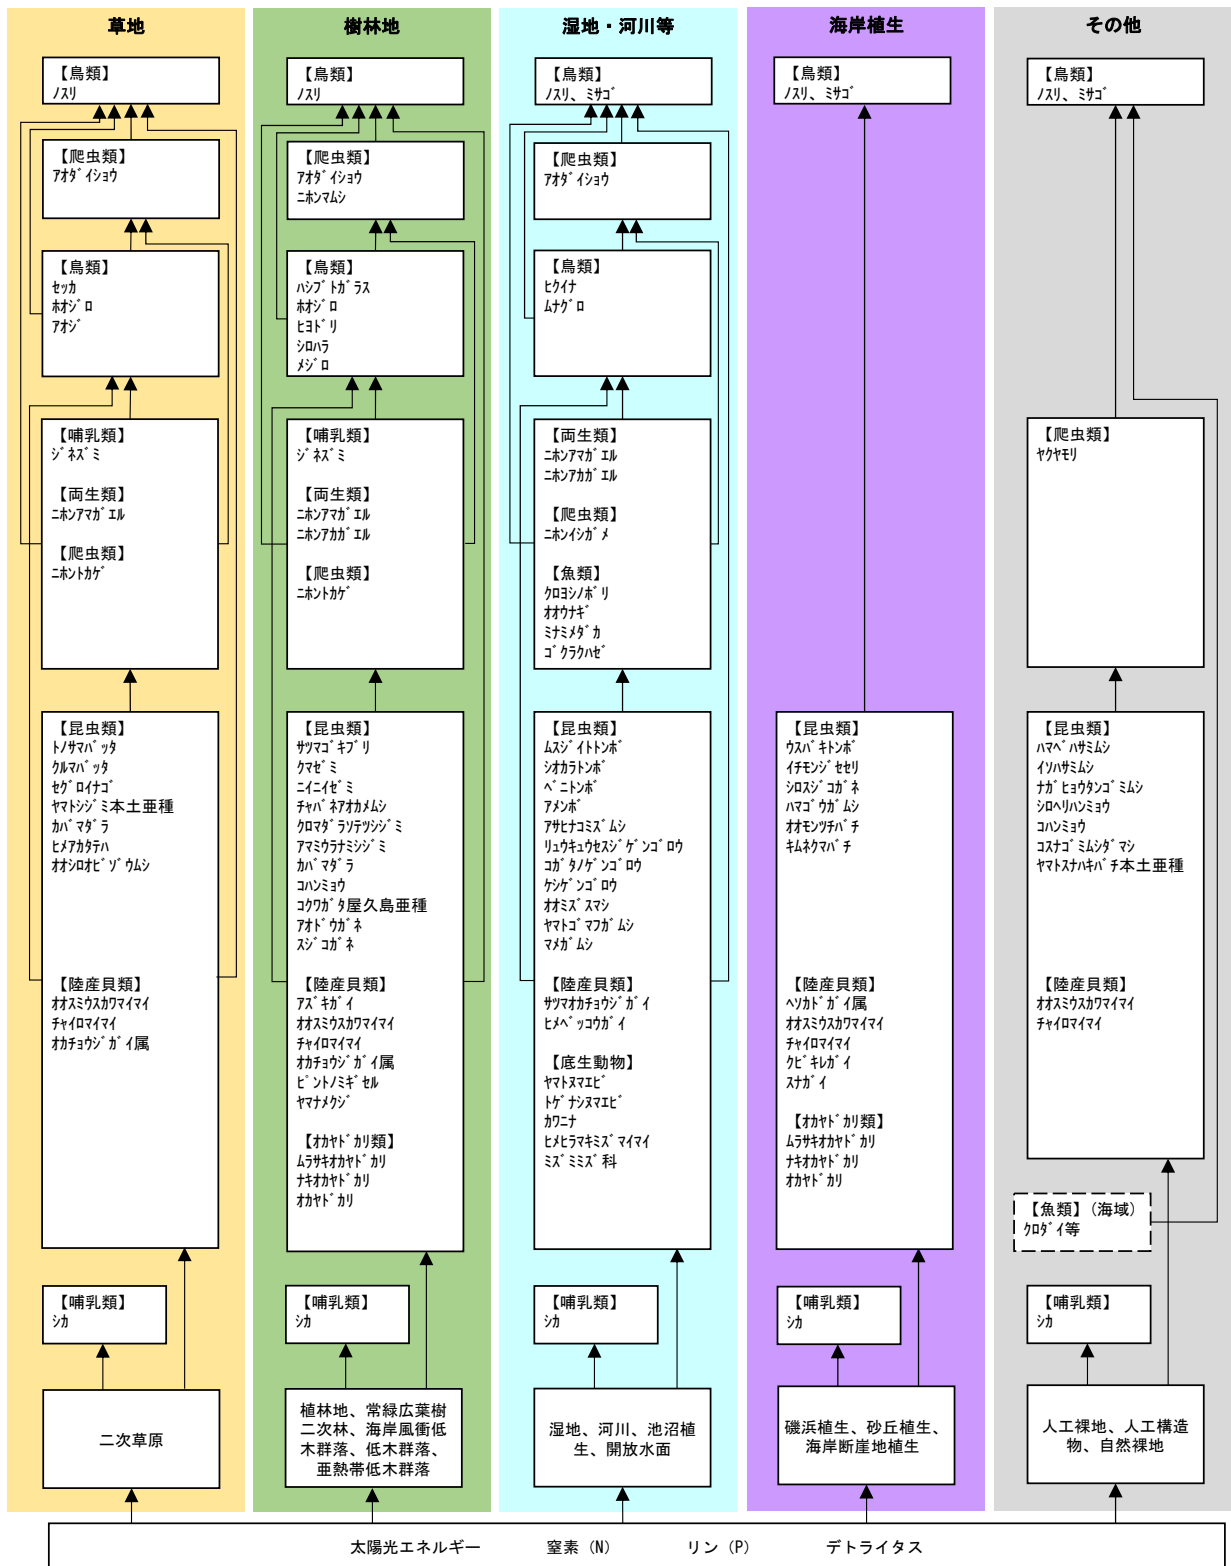 草地
【鳥類】
ﾉｽﾘ
【爬虫類】
ｱｵﾀﾞｲｼｮｳ
【鳥類】
ｾｯｶ
ﾎｵｼﾞﾛ
ｱｵｼﾞ
【哺乳類】
ｼﾞﾈｽﾞﾐ
【両生類】
ﾆﾎﾝｱﾏｶﾞｴﾙ
【爬虫類】
ﾆﾎﾝﾄｶｹﾞ
【昆虫類】
ﾄﾉｻﾏﾊﾞｯﾀ
ｸﾙﾏﾊﾞｯﾀ
ｾｸﾞﾛｲﾅｺﾞ
ﾔﾏﾄｼｼﾞﾐ本土亜種
ｶﾊﾞﾏﾀﾞﾗ
ﾋﾒｱｶﾀﾃﾊ
ｵｵｼﾛｵﾋﾞｿﾞｳﾑｼ
【陸産貝類】
ｵｵｽﾐｳｽｶﾜﾏｲﾏｲ
ﾁｬｲﾛﾏｲﾏｲ
ｵｶﾁｮｳｼﾞｶﾞｲ属
【哺乳類】
ｼｶ
二次草原
樹林地
【鳥類】
ﾉｽﾘ
【爬虫類】
ｱｵﾀﾞｲｼｮｳ
ﾆﾎﾝﾏﾑｼ
【鳥類】
ﾊｼﾌﾞﾄｶﾞﾗｽ
ﾎｵｼﾞﾛ
ﾋﾖﾄﾞﾘ
ｼﾛﾊﾗ
ﾒｼﾞﾛ
【哺乳類】
ｼﾞﾈｽﾞﾐ
【両生類】
ﾆﾎﾝｱﾏｶﾞｴﾙ
ﾆﾎﾝｱｶｶﾞｴﾙ
【爬虫類】
ﾆﾎﾝﾄｶｹﾞ
【昆虫類】
ｻﾂﾏｺﾞｷﾌﾞﾘ
ｸﾏｾﾞﾐ
ﾆｲﾆｲｾﾞﾐ
ﾁｬﾊﾞﾈｱｵｶﾒﾑｼ
ｸﾛﾏﾀﾞﾗｿﾃﾂｼｼﾞﾐ
ｱﾏﾐｳﾗﾅﾐｼｼﾞﾐ
ｶﾊﾞﾏﾀﾞﾗ
ｺﾊﾝﾐｮｳ
ｺｸﾜｶﾞﾀ屋久島亜種
ｱｵﾄﾞｳｶﾞﾈ
ｽｼﾞｺｶﾞﾈ
【陸産貝類】
ｱｽﾞｷｶﾞｲ
ｵｵｽﾐｳｽｶﾜﾏｲﾏｲ
ﾁｬｲﾛﾏｲﾏｲ
ｵｶﾁｮｳｼﾞｶﾞｲ属
ﾋﾟﾝﾄﾉﾐｷﾞｾﾙ
ﾔﾏﾅﾒｸｼﾞ
【ｵｶﾔﾄﾞｶﾘ類】
ﾑﾗｻｷｵｶﾔﾄﾞｶﾘ
ﾅｷｵｶﾔﾄﾞｶﾘ
ｵｶﾔﾄﾞｶﾘ
【哺乳類】
ｼｶ
植林地、常緑広葉樹
二次林、海岸風衝低
木群落、低木群落、
亜熱帯低木群落
湿地・河川等
【鳥類】
ﾉｽﾘ、ﾐｻｺﾞ
【爬虫類】
ｱｵﾀﾞｲｼｮｳ
【鳥類】
ﾋｸｲﾅ
ﾑﾅｸﾞﾛ
【両生類】
ﾆﾎﾝｱﾏｶﾞｴﾙ
ﾆﾎﾝｱｶｶﾞｴﾙ
【爬虫類】
ﾆﾎﾝｲｼｶﾞﾒ
【魚類】
ｸﾛﾖｼﾉﾎﾞﾘ
ｵｵｳﾅｷﾞ
ﾐﾅﾐﾒﾀﾞｶ
ｺﾞｸﾗｸﾊｾﾞ
【昆虫類】
ﾑｽｼﾞｲﾄﾄﾝﾎﾞ
ｼｵｶﾗﾄﾝﾎﾞ
ﾍﾞﾆﾄﾝﾎﾞ
ｱﾒﾝﾎﾞ
ｱｻﾋﾅｺﾐｽﾞﾑｼ
ﾘｭｳｷｭｳｾｽｼﾞｹﾞﾝｺﾞﾛｳ
ｺｶﾞﾀﾉｹﾞﾝｺﾞﾛｳ
ｹｼｹﾞﾝｺﾞﾛｳ
ｵｵﾐｽﾞｽﾏｼ
ﾔﾏﾄｺﾞﾏﾌｶﾞﾑｼ
ﾏﾒｶﾞﾑｼ
【陸産貝類】
ｻﾂﾏｵｶﾁｮｳｼﾞｶﾞｲ
ﾋﾒﾍﾞｯｺｳｶﾞｲ
【底生動物】
ﾔﾏﾄﾇﾏｴﾋﾞ
ﾄｹﾞﾅｼﾇﾏｴﾋﾞ
ｶﾜﾆﾅ
ﾋﾒﾋﾗﾏｷﾐｽﾞﾏｲﾏｲ
ﾐｽﾞﾐﾐｽﾞ科
【哺乳類】
ｼｶ
湿地、河川、池沼植
生、開放水面
海岸植生
【鳥類】
ﾉｽﾘ、ﾐｻｺﾞ
【昆虫類】
ｳｽﾊﾞｷﾄﾝﾎﾞ
ｲﾁﾓﾝｼﾞｾｾﾘ
ｼﾛｽｼﾞｺｶﾞﾈ
ﾊﾏｺﾞｳｶﾞﾑｼ
ｵｵﾓﾝﾂﾁﾊﾞﾁ
ｷﾑﾈｸﾏﾊﾞﾁ
【陸産貝類】
ﾍｿｶﾄﾞｶﾞｲ属
ｵｵｽﾐｳｽｶﾜﾏｲﾏｲ
ﾁｬｲﾛﾏｲﾏｲ
ｸﾋﾞｷﾚｶﾞｲ
ｽﾅｶﾞｲ
【ｵｶﾔﾄﾞｶﾘ類】
ﾑﾗｻｷｵｶﾔﾄﾞｶﾘ
ﾅｷｵｶﾔﾄﾞｶﾘ
ｵｶﾔﾄﾞｶﾘ
【哺乳類】
ｼｶ
磯浜植生、砂丘植生、
海岸断崖地植生
その他
【鳥類】
ﾉｽﾘ、ﾐｻｺﾞ
【爬虫類】
ﾔｸﾔﾓﾘ
【昆虫類】
ﾊﾏﾍﾞﾊｻﾐﾑｼ
ｲｿﾊｻﾐﾑｼ
ﾅｶﾞﾋｮｳﾀﾝｺﾞﾐﾑｼ
ｼﾛﾍﾘﾊﾝﾐｮｳ
ｺﾊﾝﾐｮｳ
ｺｽﾅｺﾞﾐﾑｼﾀﾞﾏｼ
ﾔﾏﾄｽﾅﾊｷﾊﾞﾁ本土亜種
【陸産貝類】
ｵｵｽﾐｳｽｶﾜﾏｲﾏｲ
ﾁｬｲﾛﾏｲﾏｲ
【魚類】(海域)
ｸﾛﾀﾞｲ等
【哺乳類】
ｼｶ
人工裸地、人工構造
物、自然裸地
太陽光エネルギー 窒素（N） リン（P） デトライタス